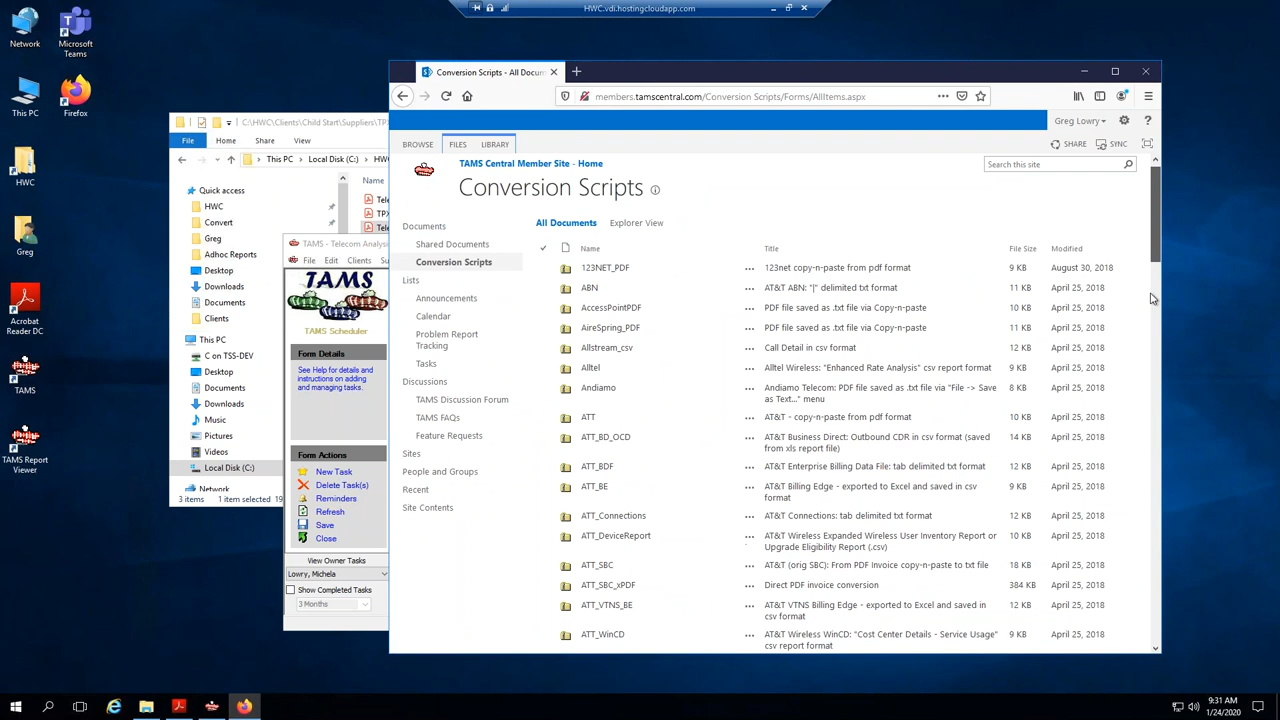 HWC.vdi.hostingcloudapp.com
Network
Microsoft
Teams
This PC
Firefox
HWC
Greg
Acrobat
Reader DC
TAMS
TAMS Report
Viewer
C:\HWC\Clients\Child Start\Suppliers\TP
File
Home
Share
View
This PC
Local Disk (C:)
HW
Quick access
HWC
Convert
Greg
Adhoc Reports
Desktop
Downloads
Documents
Clients
This PC
C on TSS-DEV
Desktop
Documents
Downloads
Music
Pictures
Videos
Local Disk (C:)
Network
3 items
1 item selected
Name
Tele
TPX
Tele
TAMS - Telecom Analysi
File
Edit
Clients
Su
TAMS
TAMS Scheduler
Form Details
See Help for details and
instructions on adding
and managing tasks.
Form Actions
New Task
Delete Task(s)
Reminders
Refresh
Save
Close
View Owner Tasks
Lowry, Michela
Show Completed Tasks
3 Months
Conversion Scripts - All Docum
members.tamscentral.com/Conversion Scripts/Forms/AllItems.aspx
Greg Lowry
BROWSE
FILES
LIBRARY
SHARE
SYNC
TAMS Central Member Site - Home
Search this site
Conversion Scripts
Documents
Shared Documents
Conversion Scripts
Lists
Announcements
Calendar
Problem Report
Tracking
Tasks
Discussions
TAMS Discussion Forum
TAMS FAQs
Feature Requests
Sites
People and Groups
Recent
Site Contents
All Documents
Explorer View
Name Title File Size Modified
123NET_PDF 123net copy-n-paste from pdf format 9 KB August 30, 2018
ABN AT&T ABN: "|" delimited txt format 11 KB April 25, 2018
AccessPointPDF PDF file saved as .txt file via Copy-n-paste 10 KB April 25, 2018
AireSpring_PDF PDF file saved as .txt file via Copy-n-paste 11 KB April 25, 2018
Allstream_csv Call Detail in csv format 12 KB April 25, 2018
Alltel Alltel Wireless: "Enhanced Rate Analysis" csv report format 9 KB April 25, 2018
Andiamo Andiamo Telecom: PDF file saved as .txt file via "File -> Save 8 KB April 25, 2018
as Text..." menu
ATT AT&T - copy-n-paste from pdf format 10 KB April 25, 2018
ATT_BD_OCD AT&T Business Direct: Outbound CDR in csv format (saved 14 KB April 25, 2018
from xls report file)
ATT_BDF AT&T Enterprise Billing Data File: tab delimited txt format 12 KB April 25, 2018
ATT_BE AT&T Billing Edge - exported to Excel and saved in csv 9 KB April 25, 2018
format
ATT_Connections AT&T Connections: tab delimited txt format 12 KB April 25, 2018
ATT_DeviceReport AT&T Wireless Expanded Wireless User Inventory Report or 10 KB April 25, 2018
Upgrade Eligibility Report (.csv)
ATT_SBC AT&T (orig SBC): From PDF Invoice copy-n-paste to txt file 18 KB April 25, 2018
ATT_SBC_xPDF Direct PDF invoice conversion 384 KB April 25, 2018
ATT_VTNS_BE AT&T VTNS Billing Edge - exported to Excel and saved in 12 KB April 25, 2018
csv format
ATT_WinCD AT&T Wireless WinCD: "Cost Center Details - Service Usage" 9 KB April 25, 2018
csv report format
9:31 AM
1/24/2020